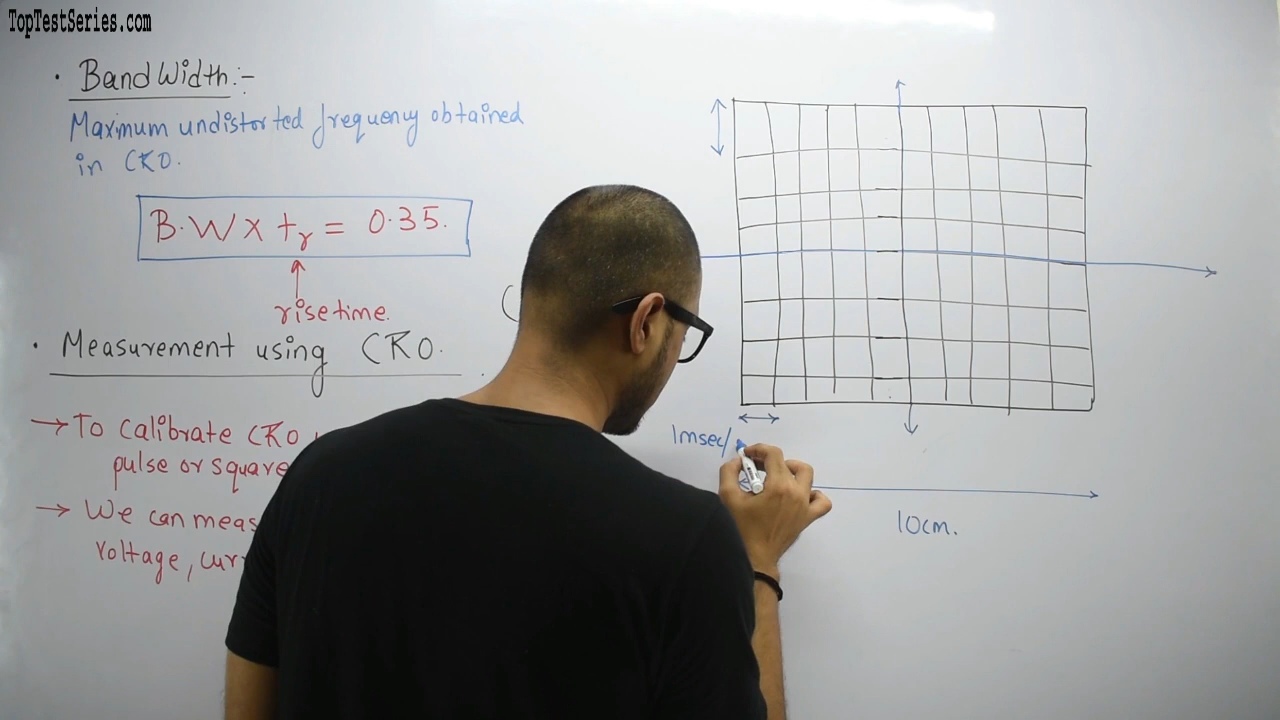 TopTestSeries.com
· BandWidth:-
Maximum undistorted frequency obtained
in CRO.
B.W X tr = 0.35.
risetime.
· Measurement using CRO.
→ To calibrate CRO
pulse or square
→ We can meas
voltage, curr
1msec/
10cm.